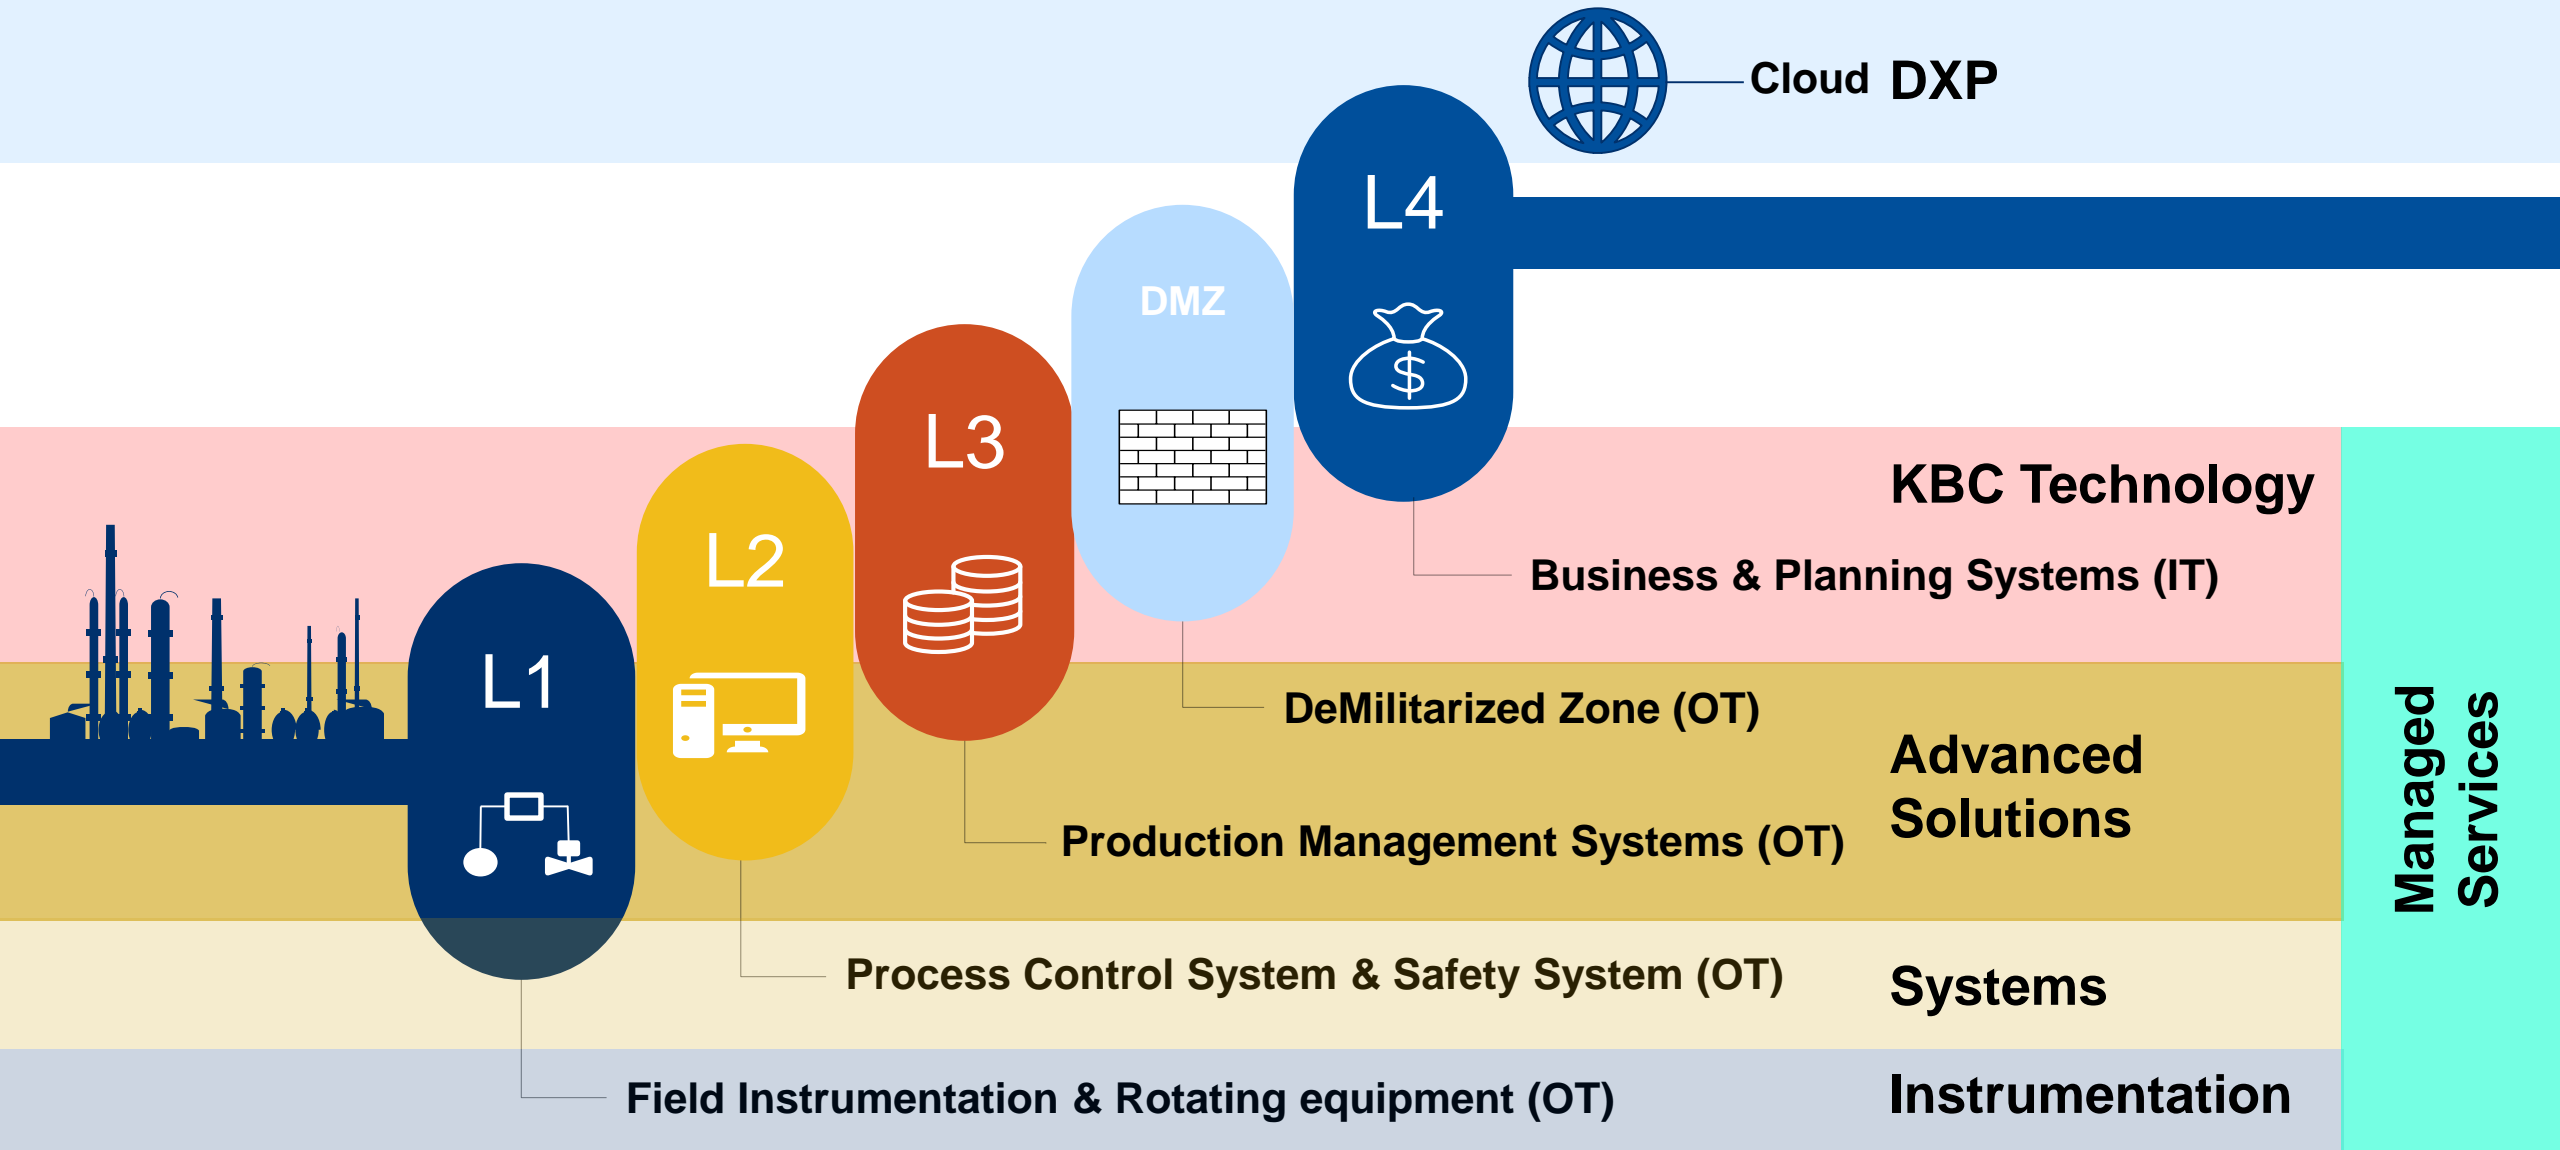 Cloud DXP
L4
DMZ
L3
KBC Technology
L2
Business & Planning Systems (IT)
L1
DeMilitarized Zone (OT)
Advanced
Solutions
Production Management Systems (OT)
Managed
Services
Process Control System & Safety System (OT)
Systems
Field Instrumentation & Rotating equipment (OT)
Instrumentation
$